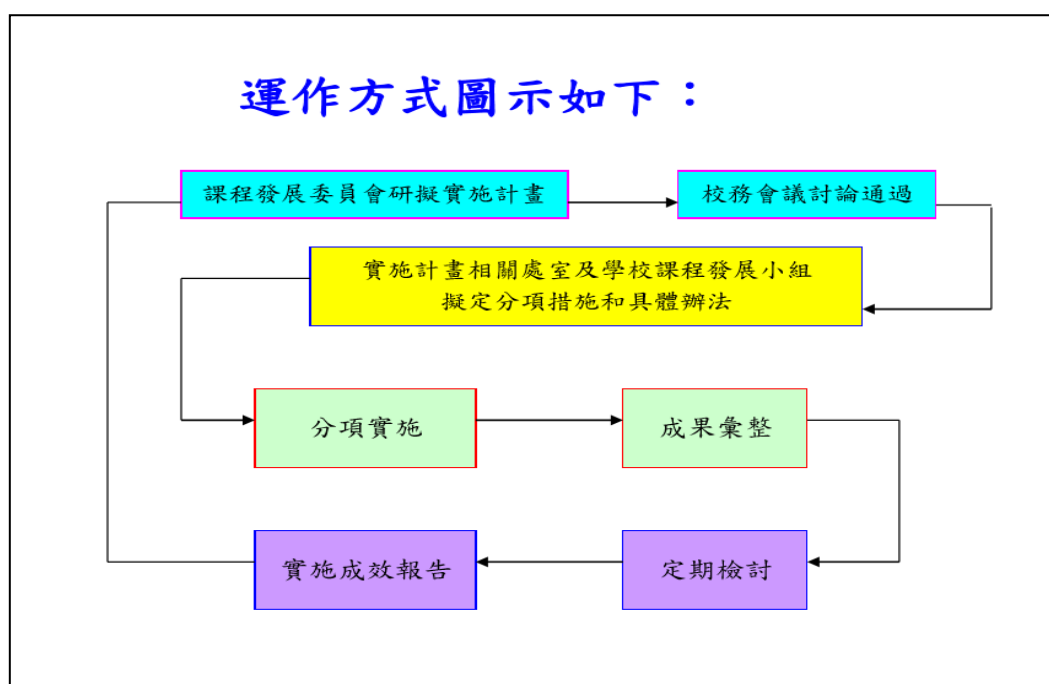 運作方式圖示如下：
課程發展委員會研擬實施計畫
校務會議討論通過
實施計畫相關處室及學校課程發展小組
擬定分項措施和具體辦法
分項實施
成果彙整
實施成效報告
定期檢討